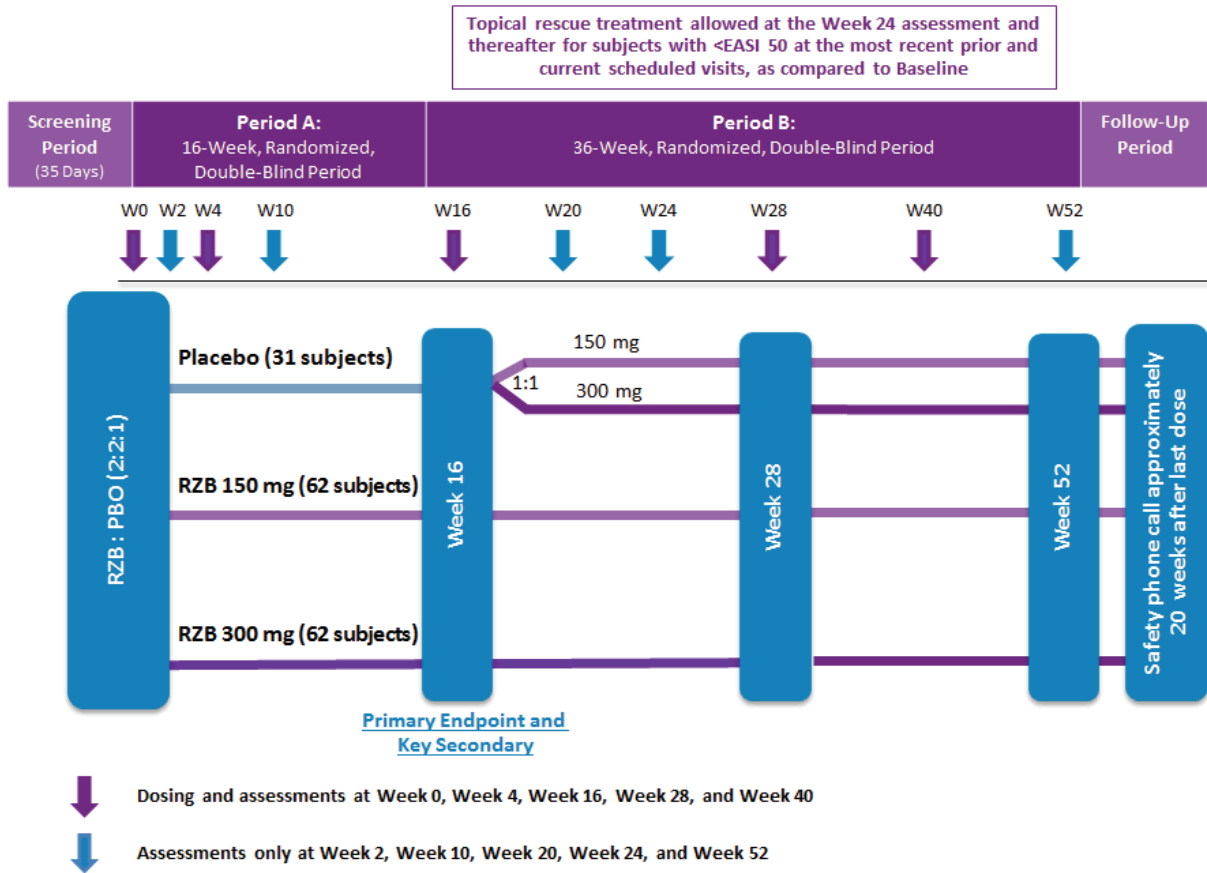 Topical rescue treatment allowed at the Week 24 assessment and
thereafter for subjects with <EASI 50 at the most recent prior and
current scheduled visits, as compared to Baseline
Screening
Period
(35 Days)
Period A:
16-Week, Randomized,
Double-Blind Period
Period B:
36-Week, Randomized, Double-Blind Period
Follow-Up
Period
W0 W2 W4 W10 W16 W20 W24 W28 W40 W52
RZB : PBO (2:2:1)
Placebo (31 subjects)
RZB 150 mg (62 subjects)
RZB 300 mg (62 subjects)
Week 16
1:1
150 mg
300 mg
Week 28
Week 52
Safety phone call approximately
20 weeks after last dose
Primary Endpoint and
Key Secondary
Dosing and assessments at Week 0, Week 4, Week 16, Week 28, and Week 40
Assessments only at Week 2, Week 10, Week 20, Week 24, and Week 52